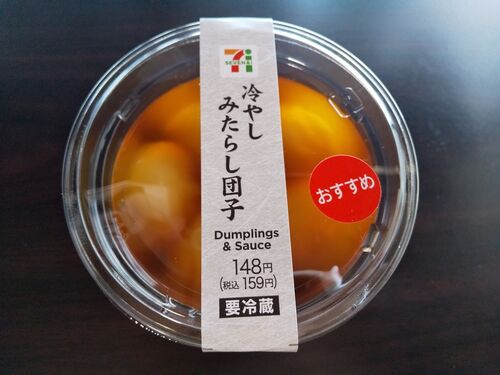 7i
SEVEN&i
冷やし
みたらし団子
Dumplings
& Sauce
148円
(税込 159円)
要冷蔵
おすすめ